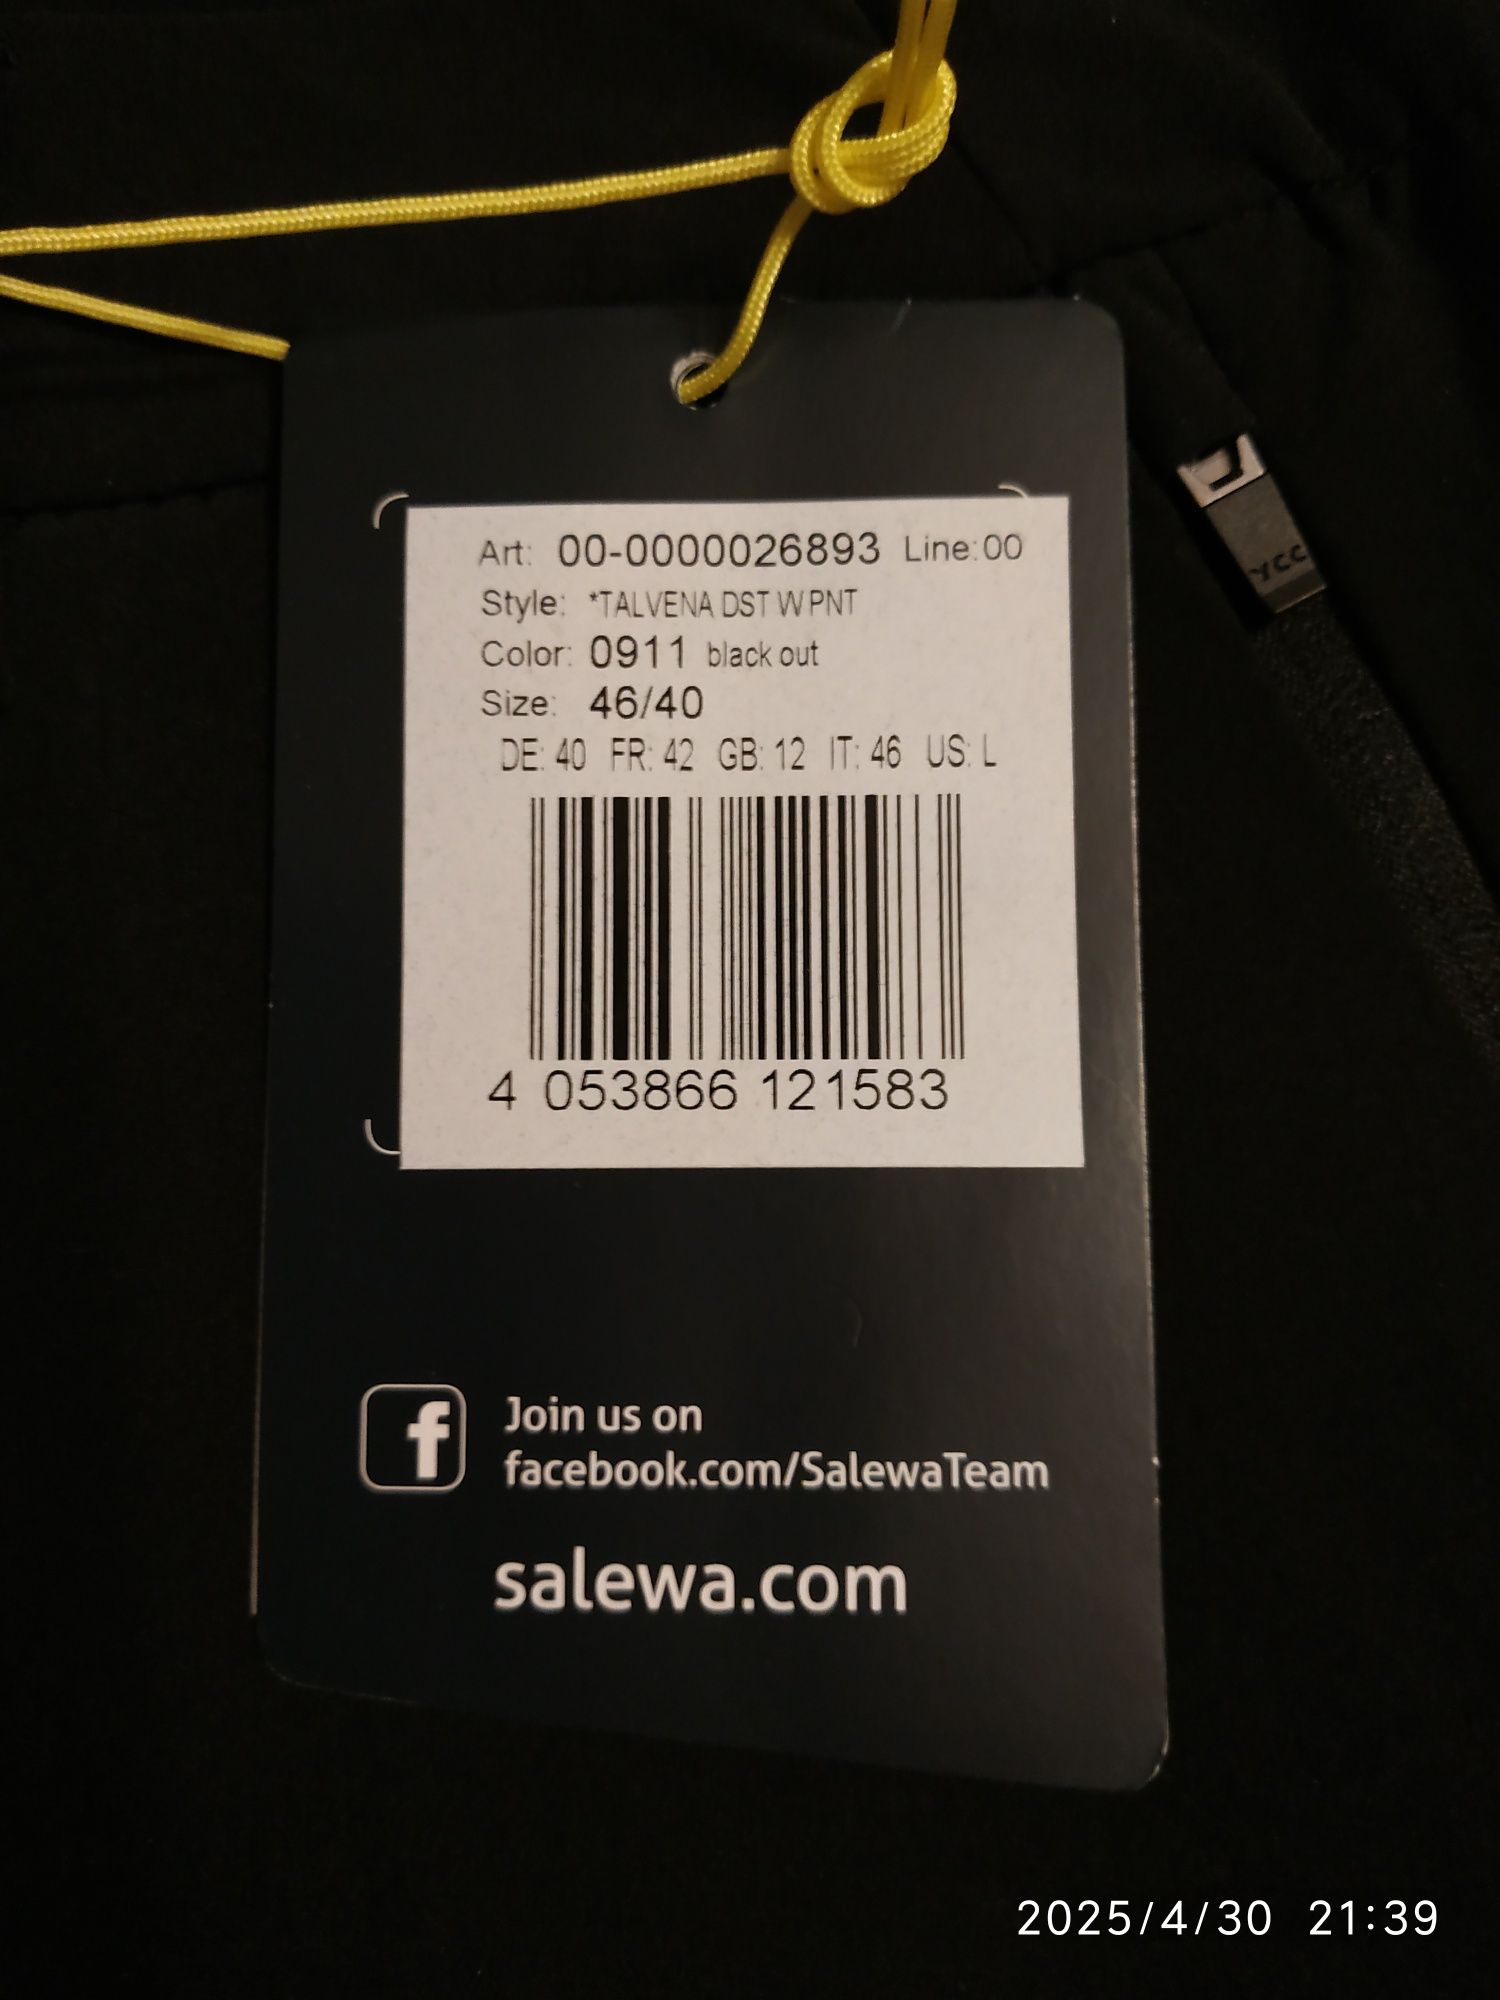 Art: 00-0000026893 Line:00
Style: *TALVENA DST W PNT
Color: 0911 black out
Size: 46/40
DE: 40 FR: 42 GB: 12 IT: 46 US: L
4 053866 121583
YCC
f
Join us on
facebook.com/SalewaTeam
salewa.com
2025/4/30 21:39